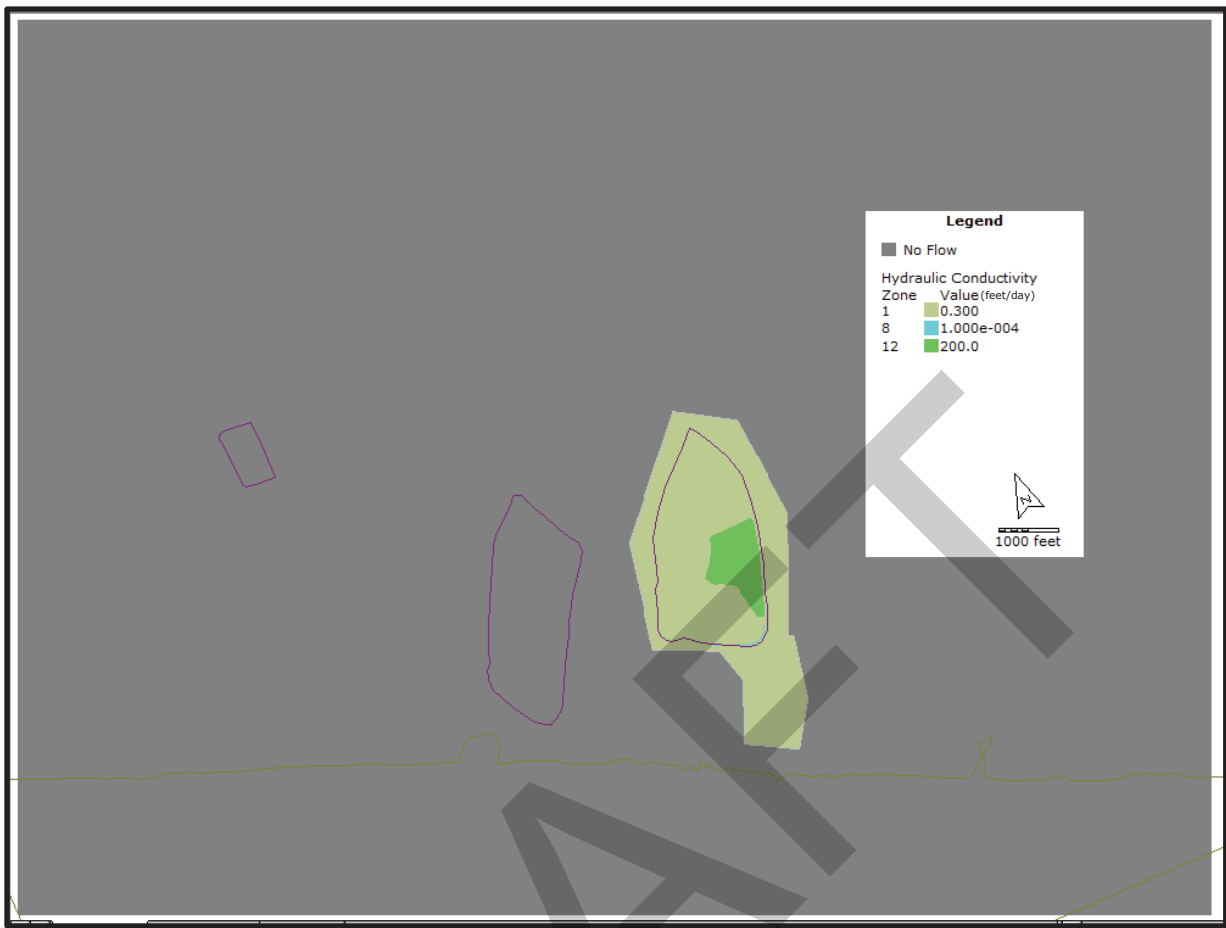 Legend
No Flow
Hydraulic Conductivity
Zone Value (feet/day)
1 0.300
8 1.000e-004
12 200.0
N
1000 feet